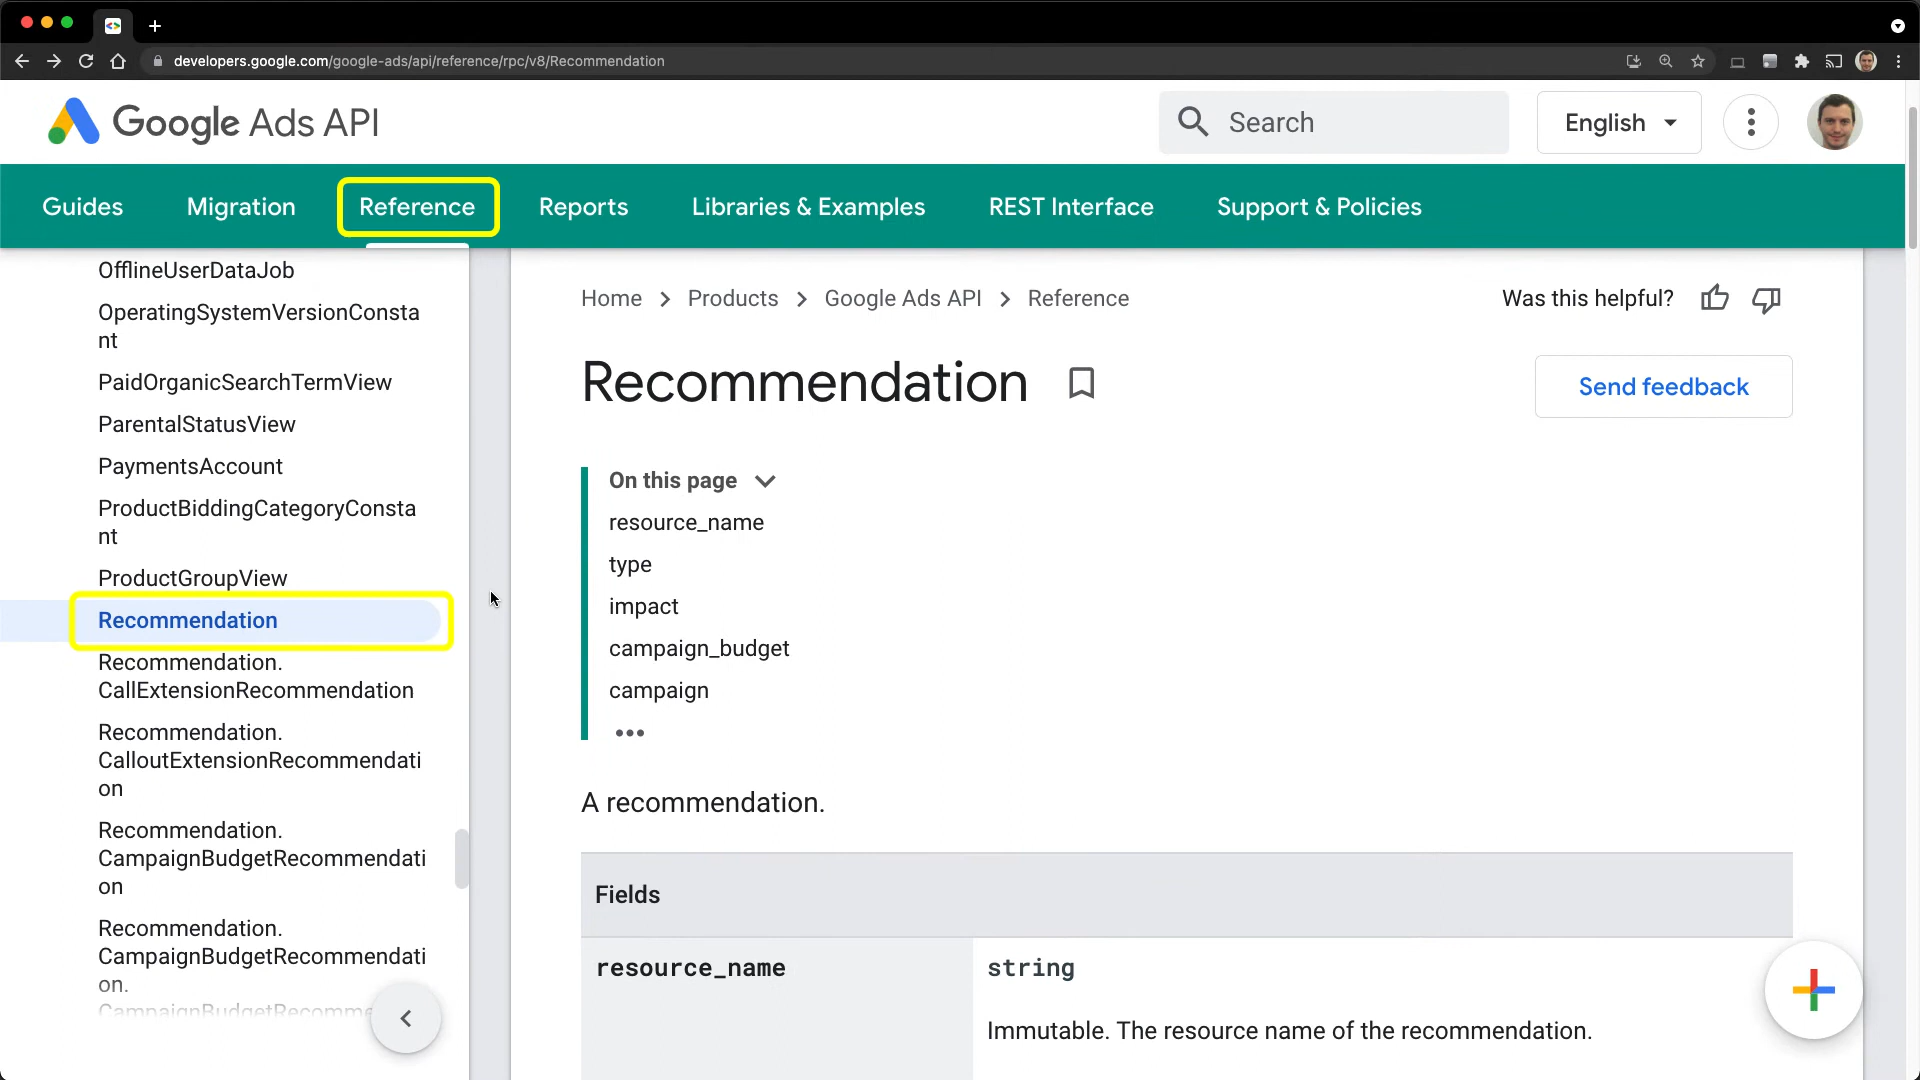 developers.google.com/google-ads/api/reference/rpc/v8/Recommendation
Google Ads API
Search
English
Guides
Migration
Reference
Reports
Libraries & Examples
REST Interface
Support & Policies
OfflineUserDataJob
OperatingSystemVersionConsta
nt
PaidOrganicSearchTermView
ParentalStatusView
PaymentsAccount
ProductBiddingCategoryConsta
nt
ProductGroupView
Recommendation
Recommendation.
CallExtensionRecommendation
Recommendation.
CalloutExtensionRecommendati
on
Recommendation.
CampaignBudgetRecommendati
on
Recommendation.
CampaignBudgetRecommendati
on.
CampaignBudgetRecomme
Home > Products > Google Ads API > Reference
Was this helpful?
Recommendation
Send feedback
On this page
resource_name
type
impact
campaign_budget
campaign
•••
A recommendation.
Fields
resource_name
string
Immutable. The resource name of the recommendation.